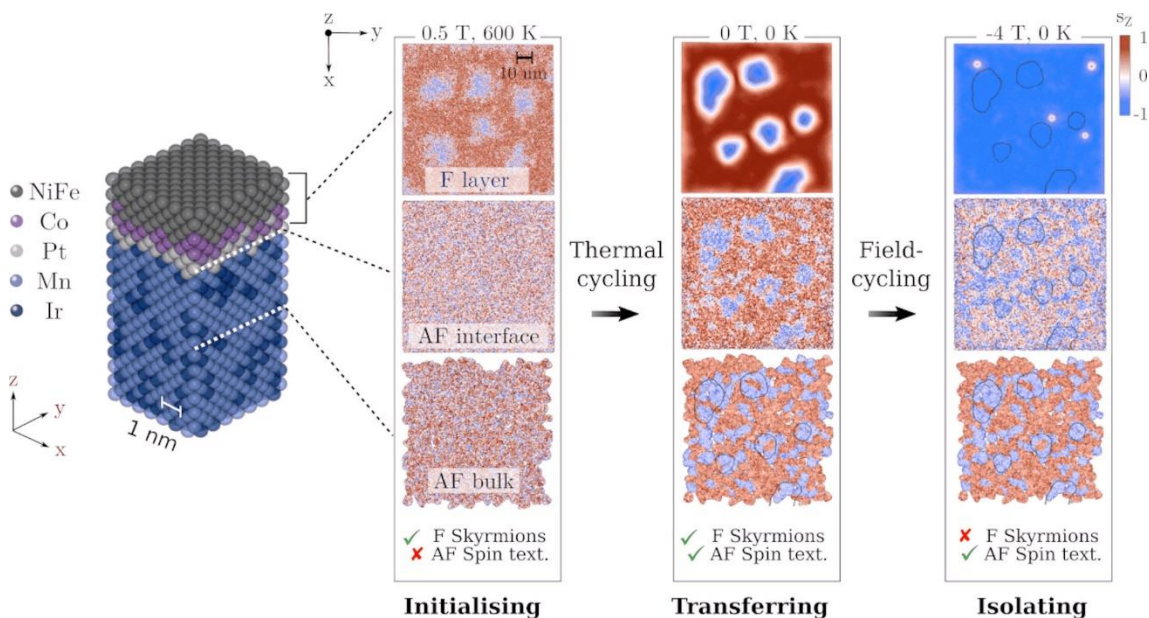 z
y
x
NiFe
Co
Pt
Mn
Ir
z
y
x
1 nm
0.5 T, 600 K
10 nm
F layer
AF interface
AF bulk
✓ F Skyrmions
✘ AF Spin text.
Initialising
Thermal
cycling
0 T, 0 K
✓ F Skyrmions
✓ AF Spin text.
Transferring
Field-
cycling
-4 T, 0 K
✘ F Skyrmions
✓ AF Spin text.
Isolating
sz
1
0
-1